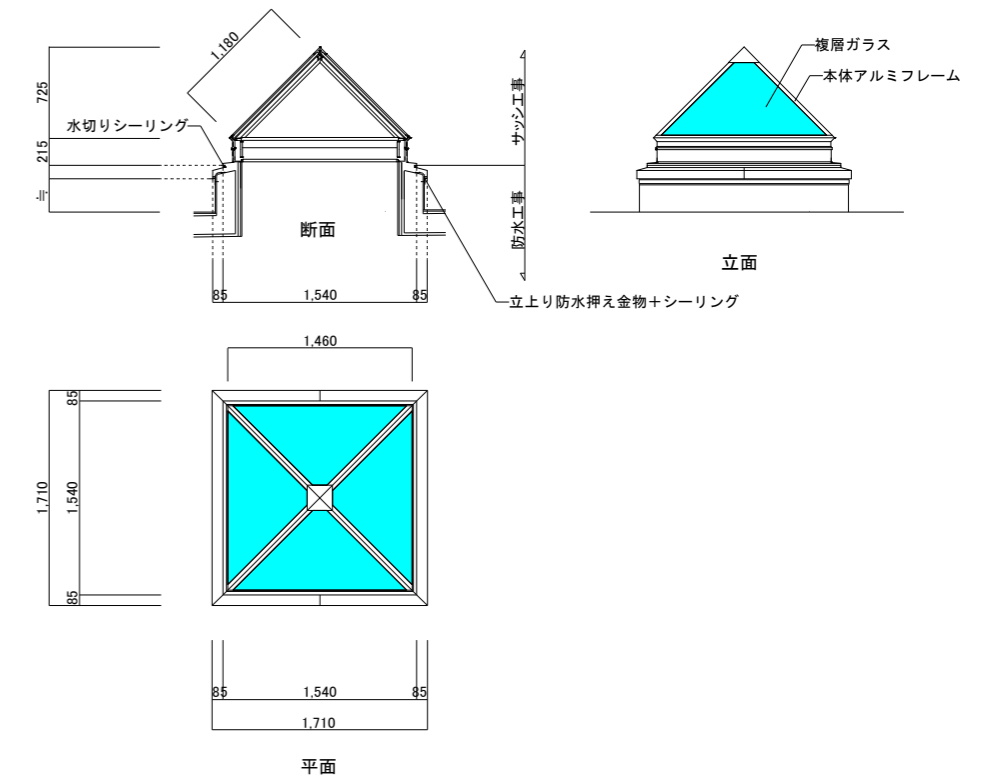 1,180
725
215
水切りシーリング
断面
85
1,540
85
サッシ工事
防水工事
立上り防水押え金物＋シーリング
複層ガラス
本体アルミフレーム
立面
1,460
85
1,540
85
1,710
85
1,540
85
1,710
平面